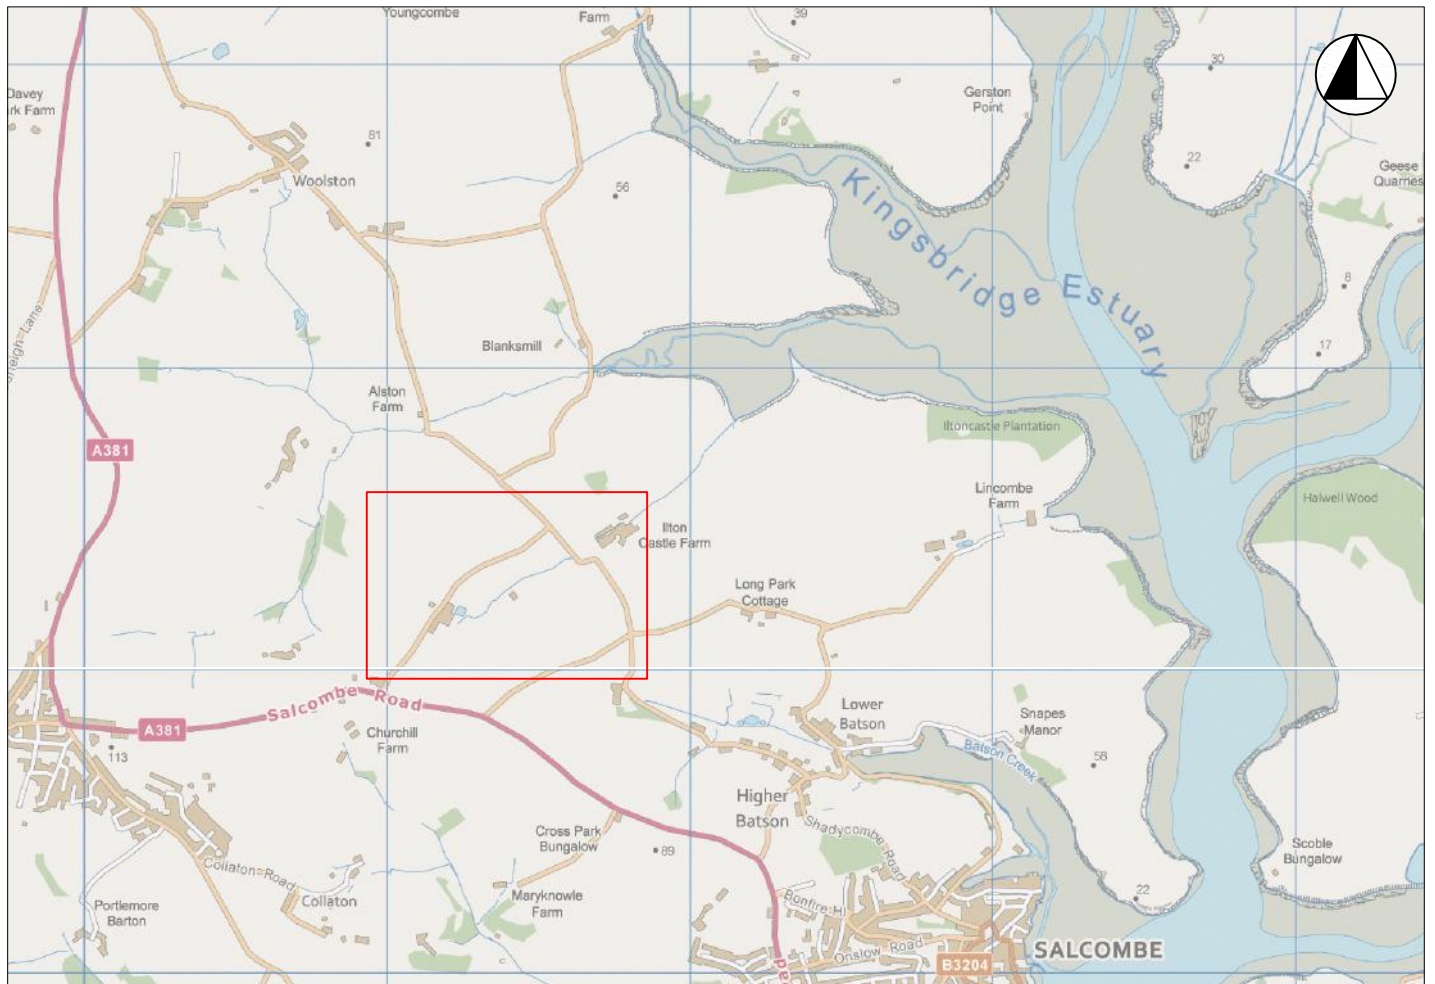 Youngcombe
Farm
39
30
Davey
rk Farm
Gerston
Point
81
22
Geese
Quarries
Woolston
56
Kingsbridge Estuary
8
17
Blanksmill
Alston
Farm
Iltoncastle Plantation
A381
Lincombe
Farm
Halwell Wood
Ilton
Castle Farm
Long Park
Cottage
Salcombe Road
A381
Churchill
Farm
Lower
Batson
Snapes
Manor
Batson Creek
113
58
Higher
Batson
Shadycombe Road
Cross Park
Bungalow
89
Scoble
Bungalow
Collaton Road
Collaton
Maryknowle
Farm
22
Portlemore
Barton
Bonfire Hi
Onslow Road
SALCOMBE
B3204